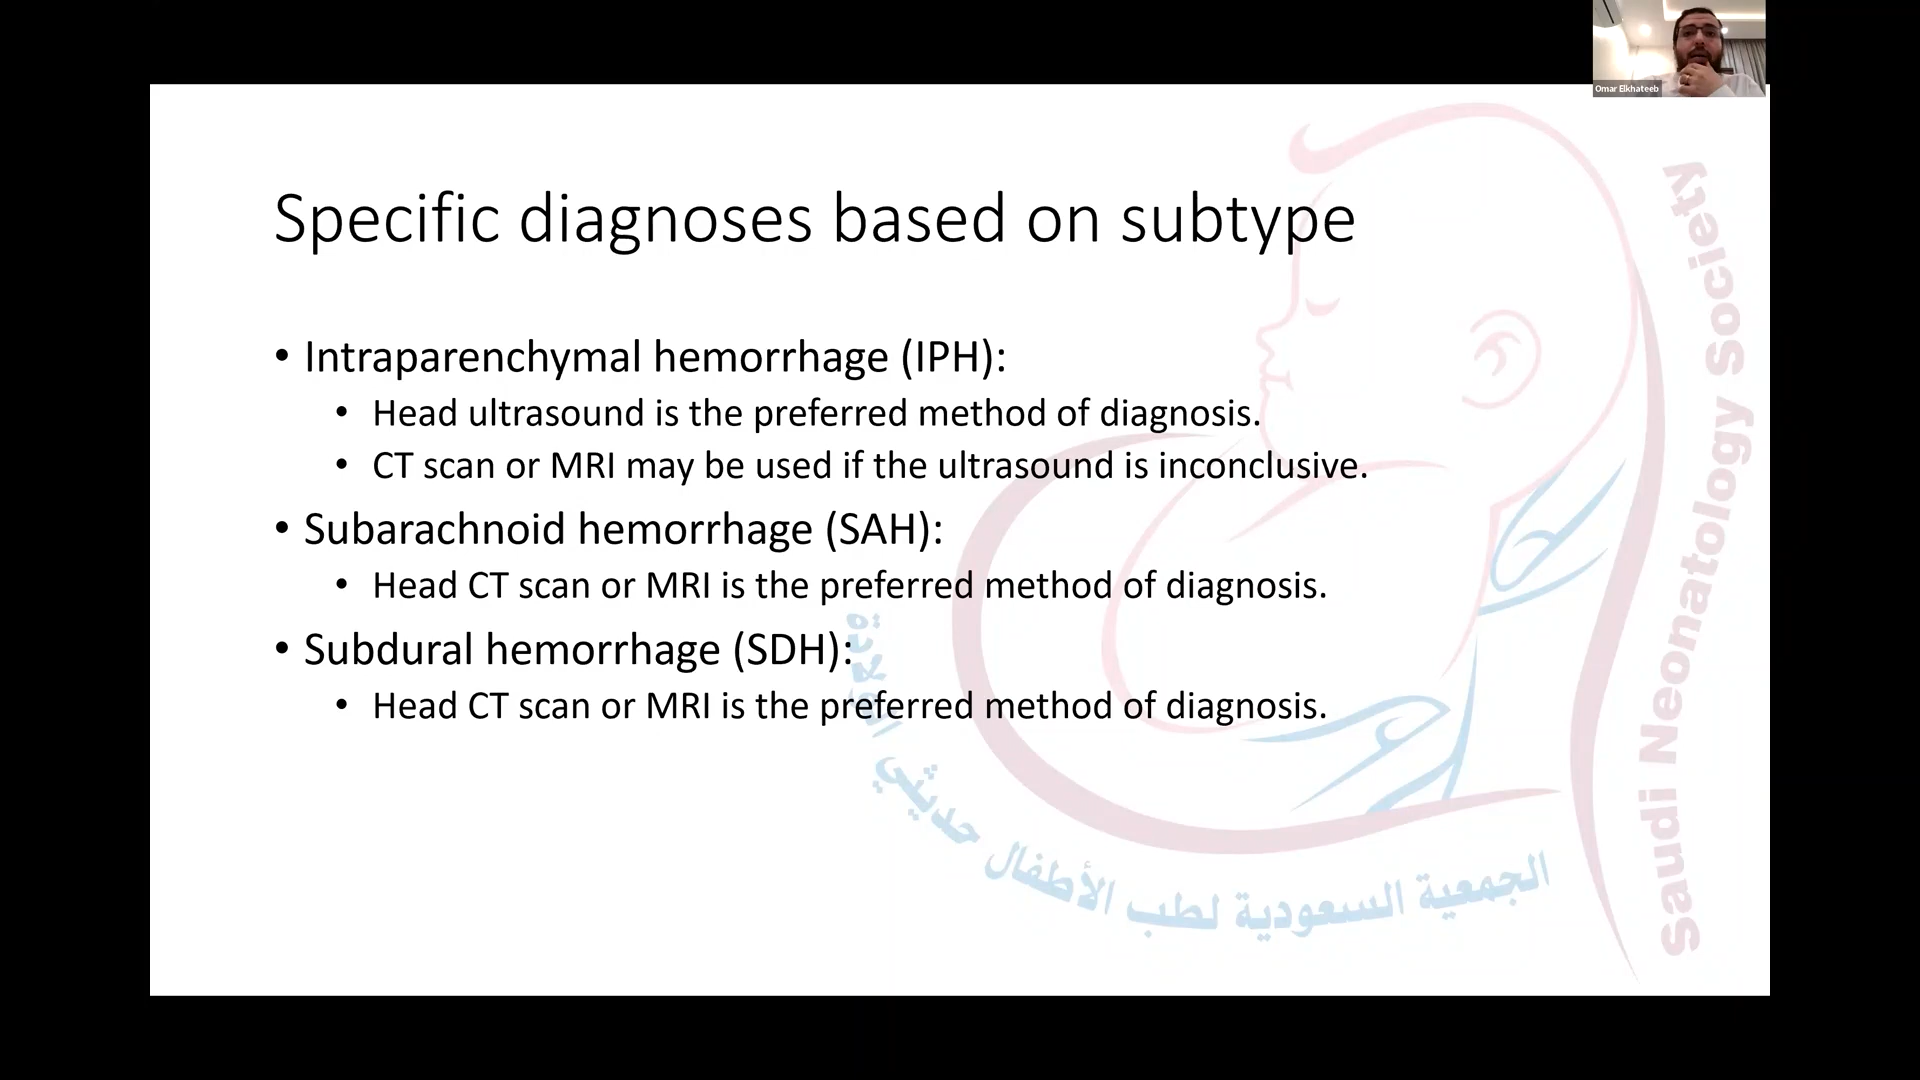 Omar Elkhateeb
Specific diagnoses based on subtype
• Intraparenchymal hemorrhage (IPH):
• Head ultrasound is the preferred method of diagnosis.
• CT scan or MRI may be used if the ultrasound is inconclusive.
• Subarachnoid hemorrhage (SAH):
• Head CT scan or MRI is the preferred method of diagnosis.
• Subdural hemorrhage (SDH):
• Head CT scan or MRI is the preferred method of diagnosis.
Saudi Neonatology Society
الجمعية السعودية لطب الأطفال حديثي الولادة